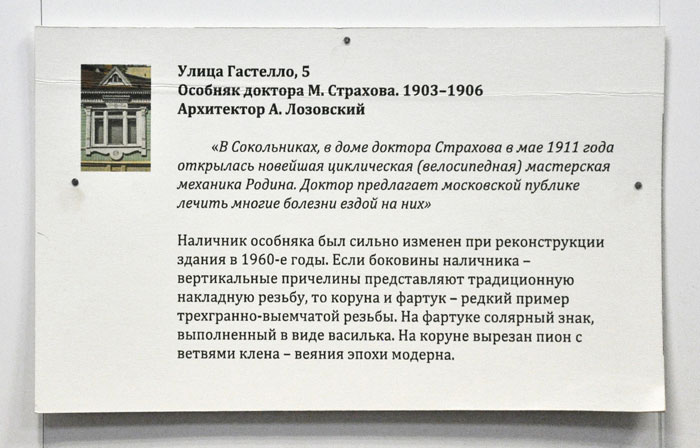 Улица Гастелло, 5
Особняк доктора М. Страхова. 1903–1906
Архитектор А. Лозовский
«В Сокольниках, в доме доктора Страхова в мае 1911 года
открылась новейшая циклическая (велосипедная) мастерская
механика Родина. Доктор предлагает московской публике
лечить многие болезни ездой на них»
Наличник особняка был сильно изменен при реконструкции
здания в 1960-е годы. Если боковины наличника –
вертикальные причелины представляют традиционную
накладную резьбу, то коруна и фартук – редкий пример
трехгранно-выемчатой резьбы. На фартуке солярный знак,
выполненный в виде василька. На коруне вырезан пион с
ветвями клена – веяния эпохи модерна.